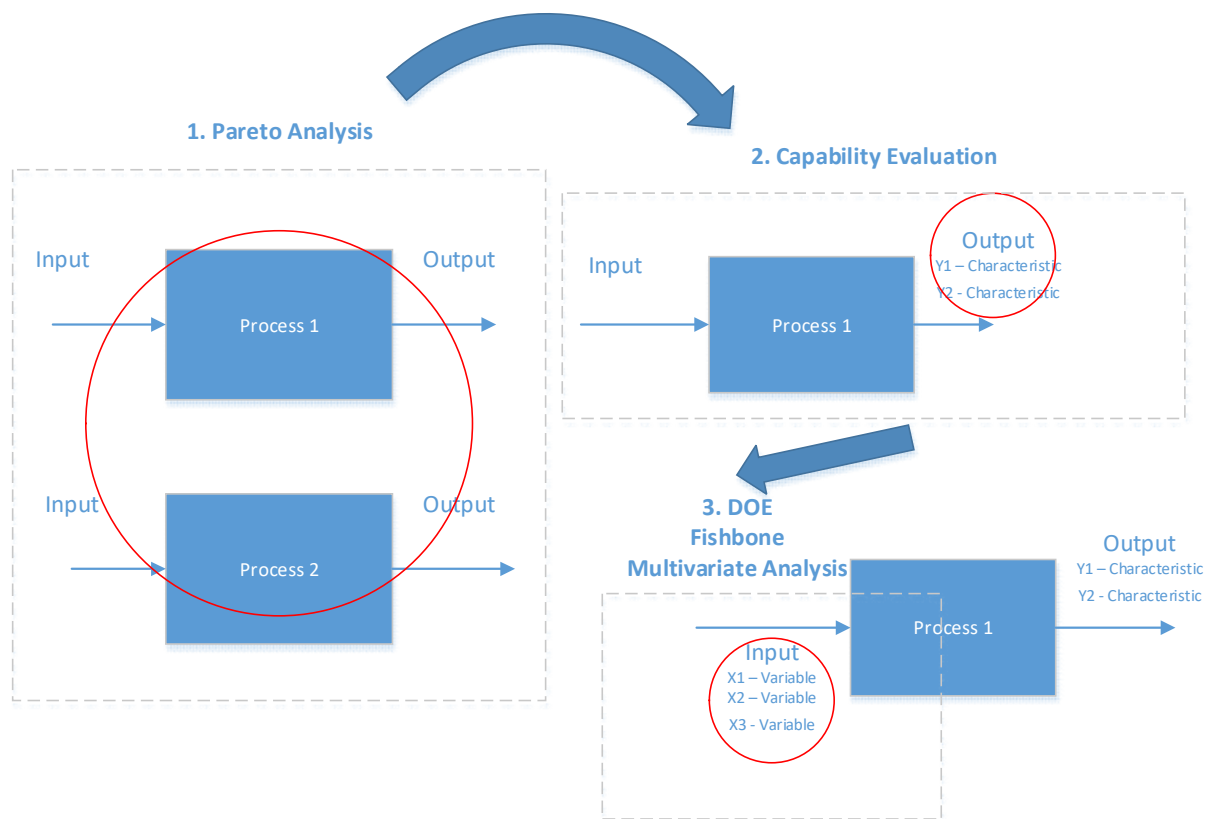 1. Pareto Analysis
Input
Output
Process 1
Input
Output
Process 2
2. Capability Evaluation
Input
Process 1
Output
Y1 – Characteristic
Y2 - Characteristic
3. DOE
Fishbone
Multivariate Analysis
Process 1
Input
X1 – Variable
X2 – Variable
X3 - Variable
Output
Y1 – Characteristic
Y2 - Characteristic